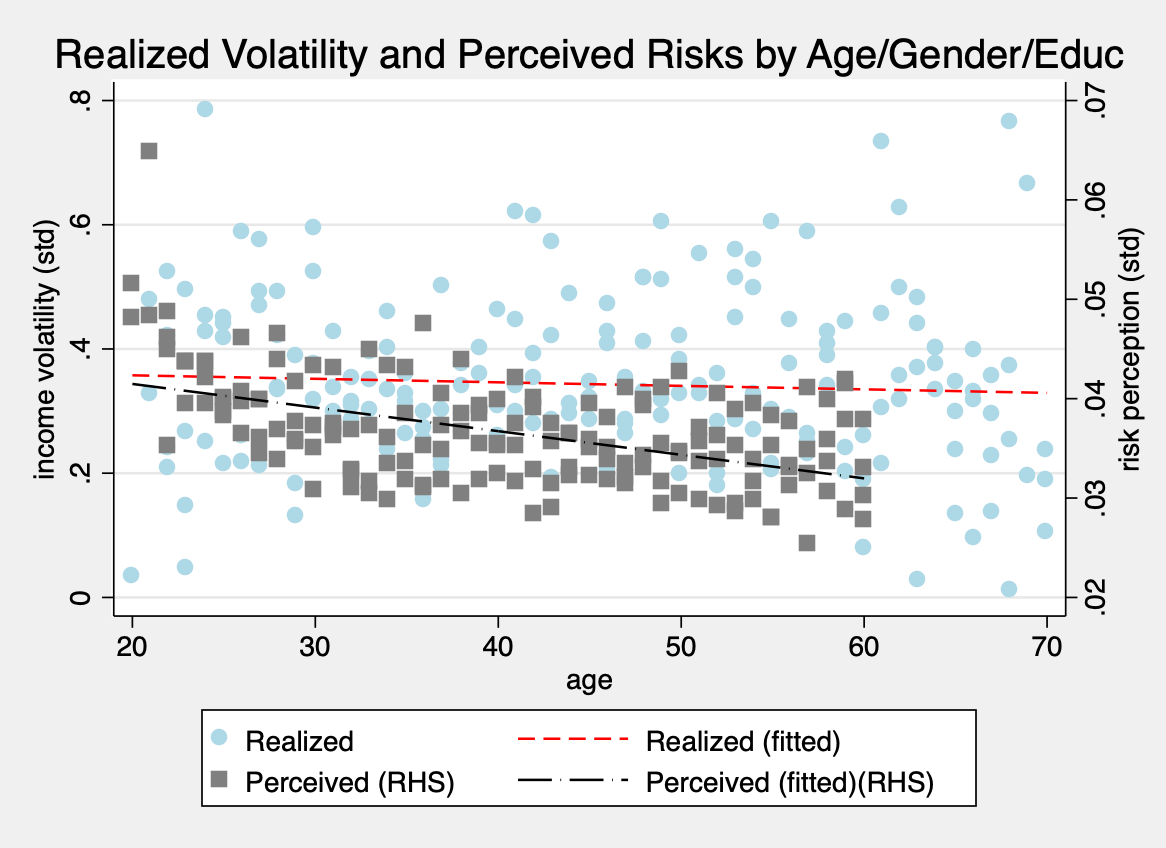 Realized Volatility and Perceived Risks by Age/Gender/Educ
income volatility (std)
0 .2 .4 .6 .8
risk perception (std)
.02 .03 .04 .05 .06 .07
20 30 40 50 60 70
age
Realized
Realized (fitted)
Perceived (RHS)
Perceived (fitted)(RHS)